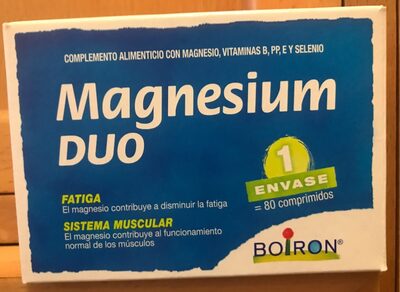 COMPLEMENTO ALIMENTICIO CON MAGNESIO, VITAMINAS B, PP, E Y SELENIO
Magnesium
DUO
1
ENVASE
= 80 comprimidos
FATIGA
El magnesio contribuye a disminuir la fatiga
SISTEMA MUSCULAR
El magnesio contribuye al funcionamiento
normal de los músculos
BOIRON®